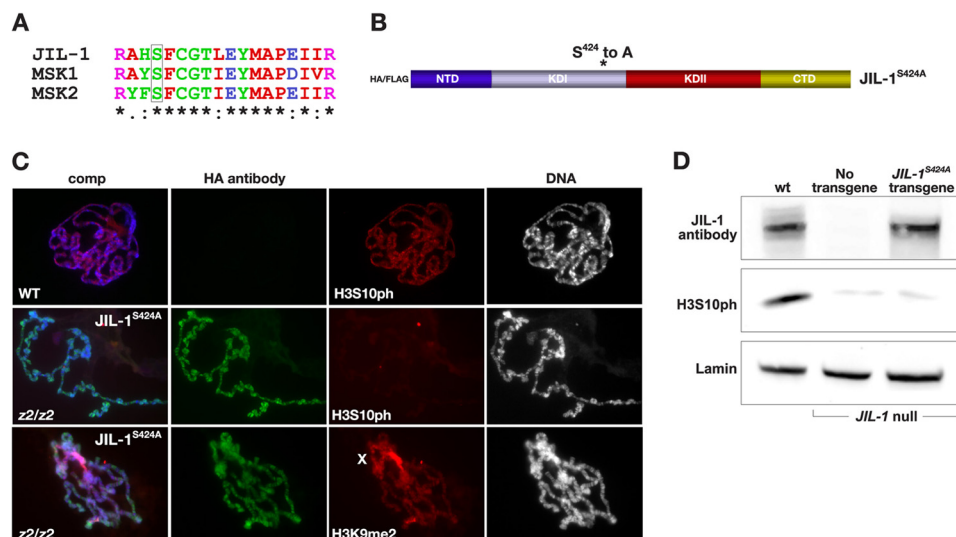 A
JIL-1 RAHSFCGTLEYMAPEIIR
MSK1 RAYSFCGTIEYMAPDIVR
MSK2 RYFSFCGTIEYMAPEIIR
*.:******:*****:*:*
B
S424 to A
*
HA/FLAG NTD KDI KDII CTD JIL-1S424A
C
comp HA antibody DNA
WT H3S10ph
JIL-1S424A
z2/z2 H3S10ph
JIL-1S424A X
z2/z2 H3K9me2
D
wt No transgene JIL-1S424A transgene
JIL-1 antibody
H3S10ph
Lamin
JIL-1 null